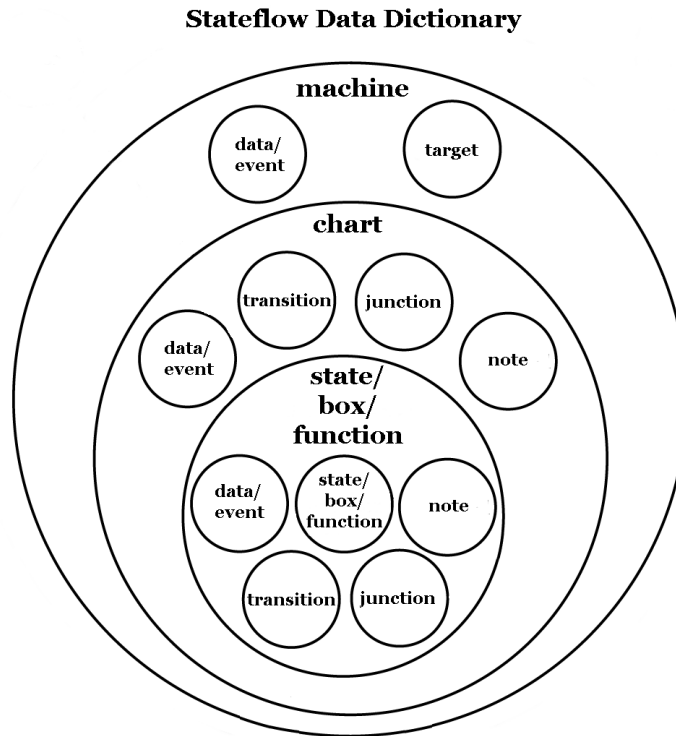 Stateflow Data Dictionary
machine
data/
event
target
chart
transition
junction
data/
event
note
state/
box/
function
data/
event
state/
box/
function
note
transition
junction